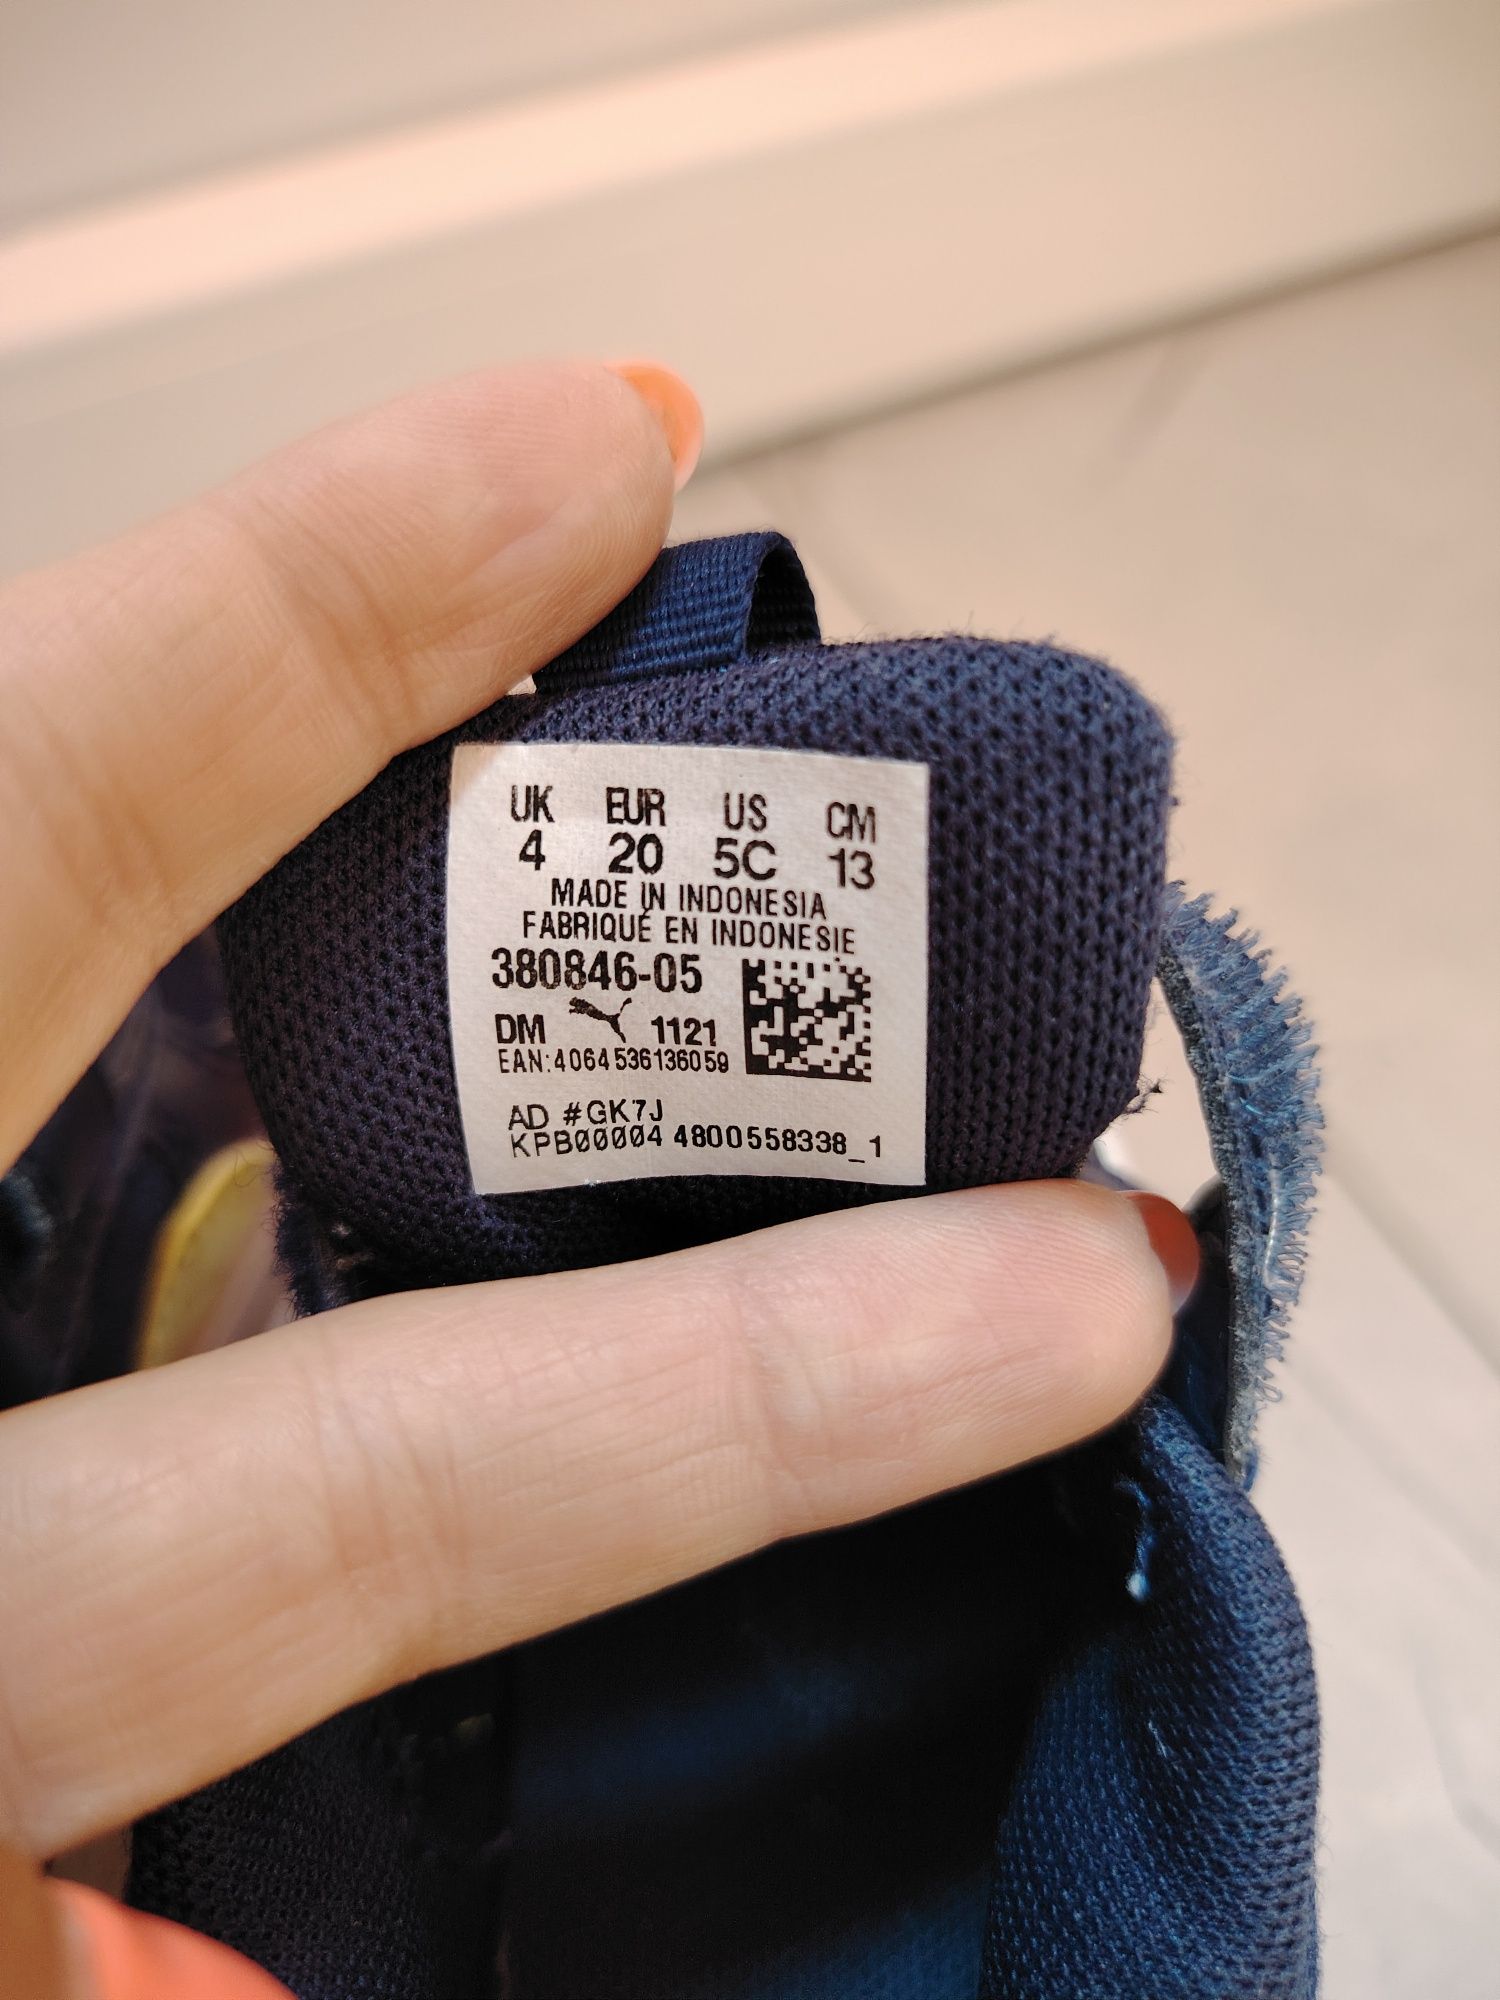 UK EUR US CM
4 20 5C 13
MADE IN INDONESIA
FABRIQUÉ EN INDONESIE
380846-05
DM 1121
EAN:4064536136059
AD #GK7J
KPB00004 4800558338_1